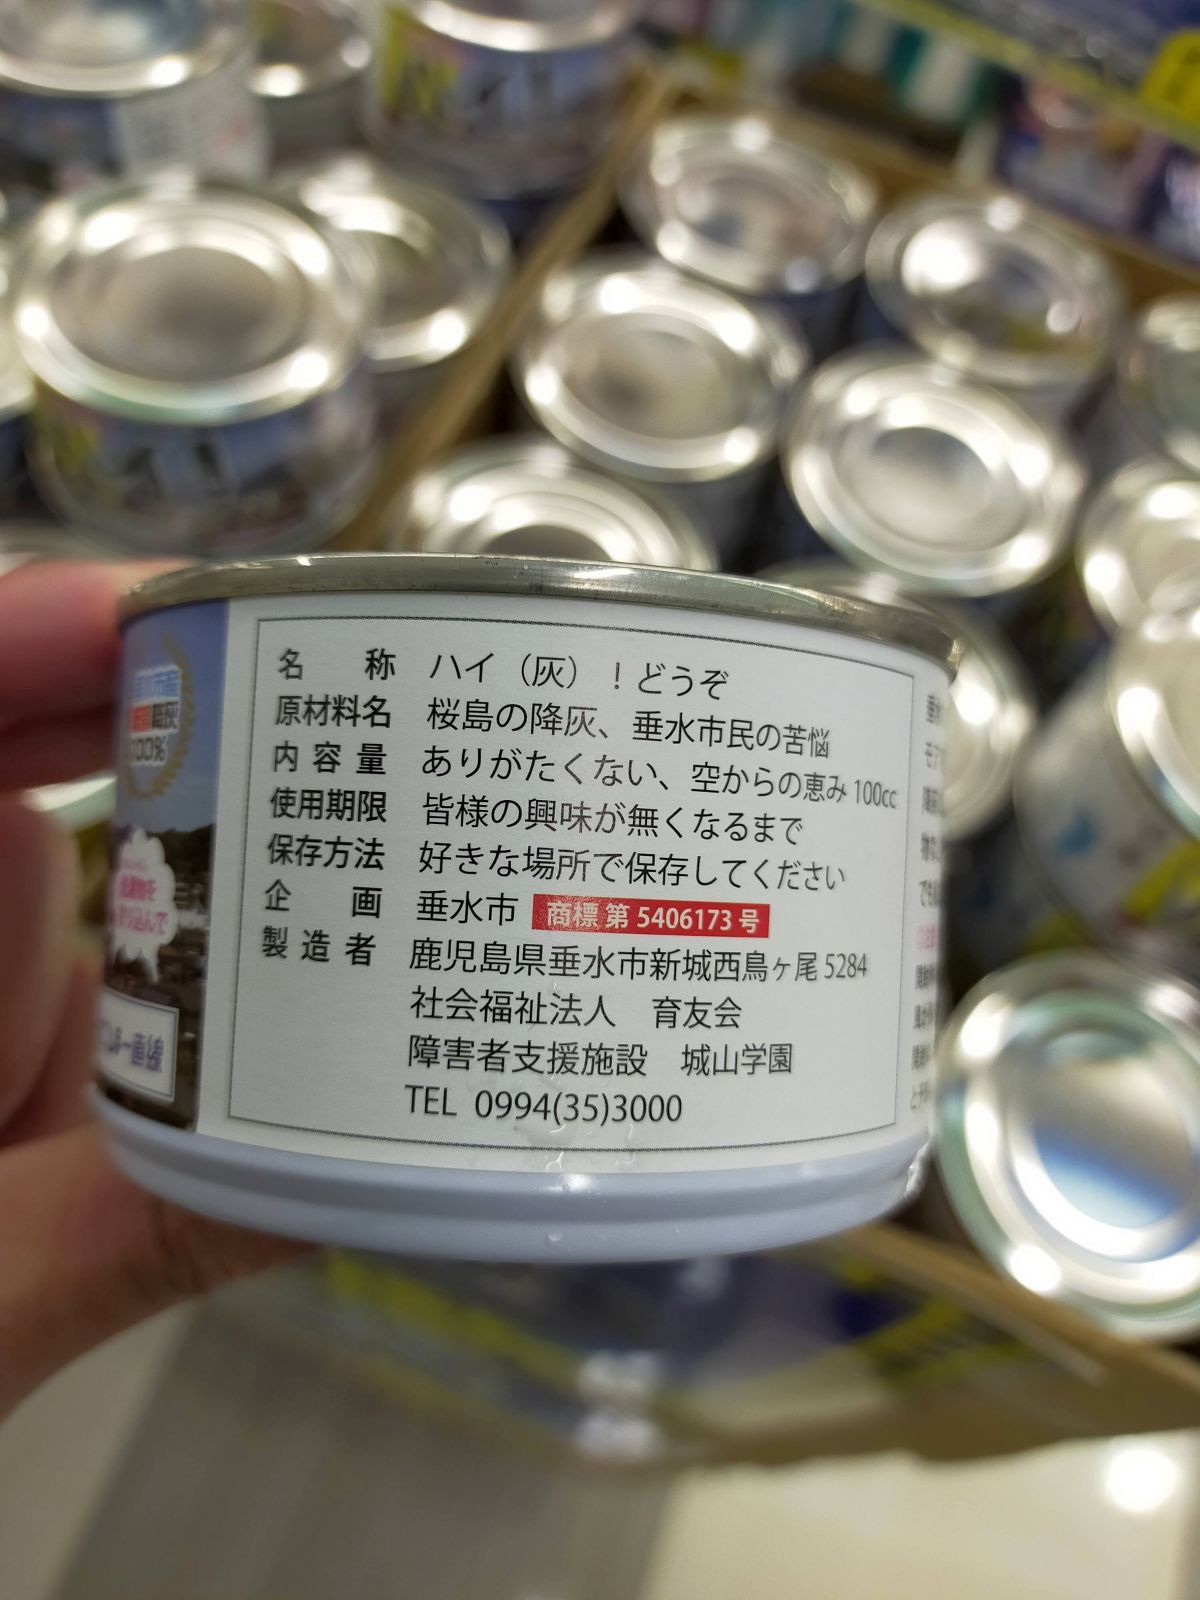 名　　称　ハイ（灰）！どうぞ
原材料名　桜島の降灰、垂水市民の苦悩
内 容 量　ありがたくない、空からの恵み 100cc
使用期限　皆様の興味が無くなるまで
保存方法　好きな場所で保存してください
企　　画　垂水市　商標 第 5406173 号
製 造 者　鹿児島県垂水市新城西鳥ヶ尾 5284
社会福祉法人　育友会
障害者支援施設　城山学園
TEL 0994(35)3000
降灰
100%
一直線